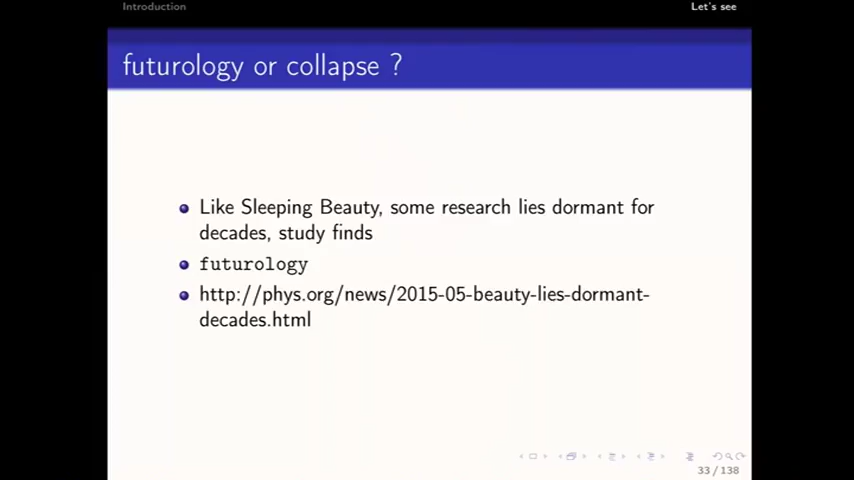 Introduction
Let's see
futurology or collapse ?
Like Sleeping Beauty, some research lies dormant for
decades, study finds
futurology
http://phys.org/news/2015-05-beauty-lies-dormant-
decades.html
33 / 138